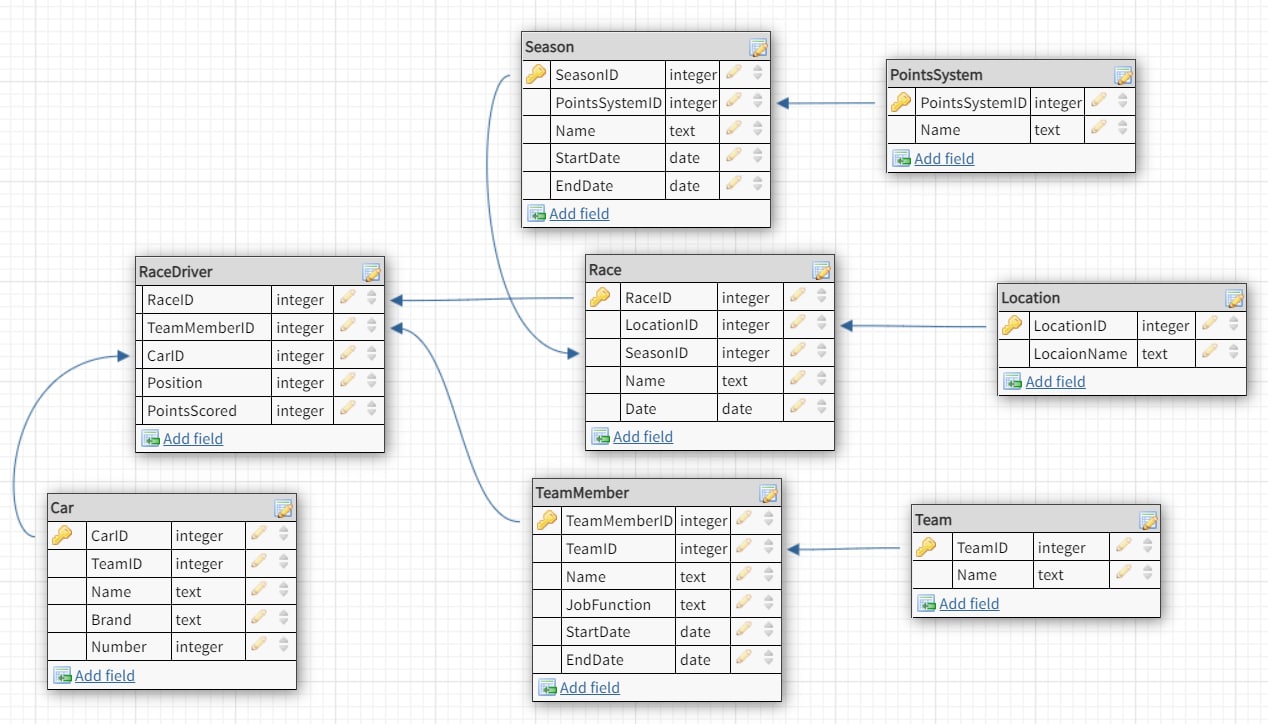 Season
SeasonID integer
PointsSystemID integer
Name text
StartDate date
EndDate date
Add field
PointsSystem
PointsSystemID integer
Name text
Add field
RaceDriver
RaceID integer
TeamMemberID integer
CarID integer
Position integer
PointsScored integer
Add field
Race
RaceID integer
LocationID integer
SeasonID integer
Name text
Date date
Add field
Location
LocationID integer
LocaionName text
Add field
Car
CarID integer
TeamID integer
Name text
Brand text
Number integer
Add field
TeamMember
TeamMemberID integer
TeamID integer
Name text
JobFunction text
StartDate date
EndDate date
Add field
Team
TeamID integer
Name text
Add field